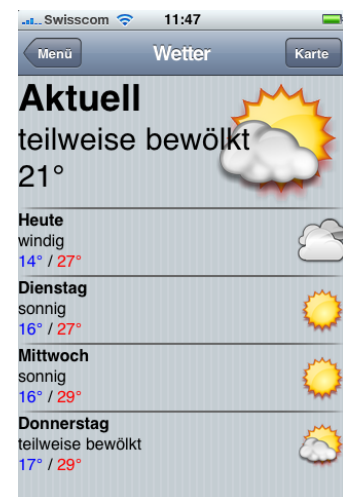 Swisscom 11:47
Menü Wetter Karte
Aktuell
teilweise bewölkt
21°
Heute
windig
14° / 27°
Dienstag
sonnig
16° / 27°
Mittwoch
sonnig
16° / 29°
Donnerstag
teilweise bewölkt
17° / 29°